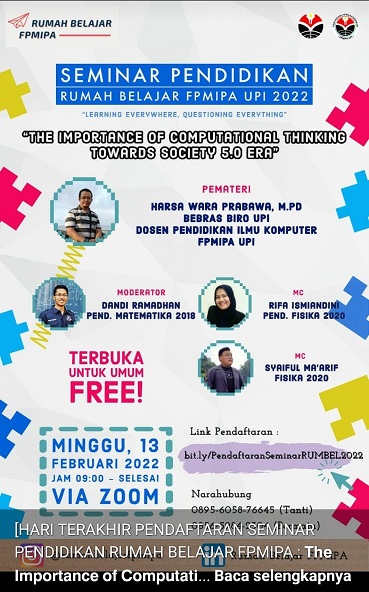 RUMAH BELAJAR
FPMIPA
SEMINAR PENDIDIKAN
RUMAH BELAJAR FPMIPA UPI 2022
"LEARNING EVERYWHERE, QUESTIONING EVERYTHING"
"THE IMPORTANCE OF COMPUTATIONAL THINKING
TOWARDS SOCIETY 5.0 ERA"
PEMATERI
HARSA WARA PRABAWA, M.PD
BEBRAS BIRO UPI
DOSEN PENDIDIKAN ILMU KOMPUTER
FPMIPA UPI
MODERATOR
DANDI RAMADHAN
PEND. MATEMATIKA 2018
MC
RIFA ISMIANDINI
PEND. FISIKA 2020
MC
SYAIFUL MA'ARIF
FISIKA 2020
TERBUKA
UNTUK UMUM
FREE!
MINGGU, 13
FEBRUARI 2022
JAM 09:00 - SELESAI
VIA ZOOM
Link Pendaftaran :
bit.ly/PendaftaranSeminarRUMBEL2022
Narahubung
0895-6058-76645 (Tanti)
[HARI TERAKHIR PENDAFTARAN SEMINAR
PENDIDIKAN RUMAH BELAJAR FPMIPA : The
Importance of Computati... Baca selengkapnya